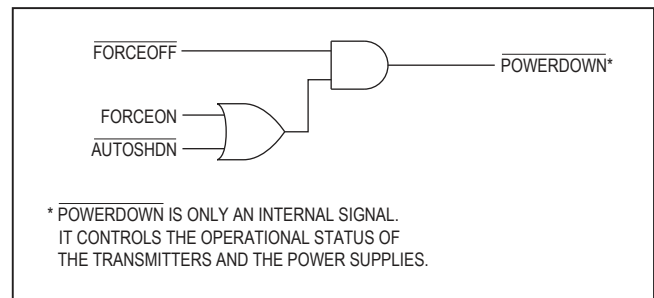 FORCEOFF
POWERDOWN*
FORCEON
AUTOSHDN
* POWERDOWN IS ONLY AN INTERNAL SIGNAL.
IT CONTROLS THE OPERATIONAL STATUS OF
THE TRANSMITTERS AND THE POWER SUPPLIES.